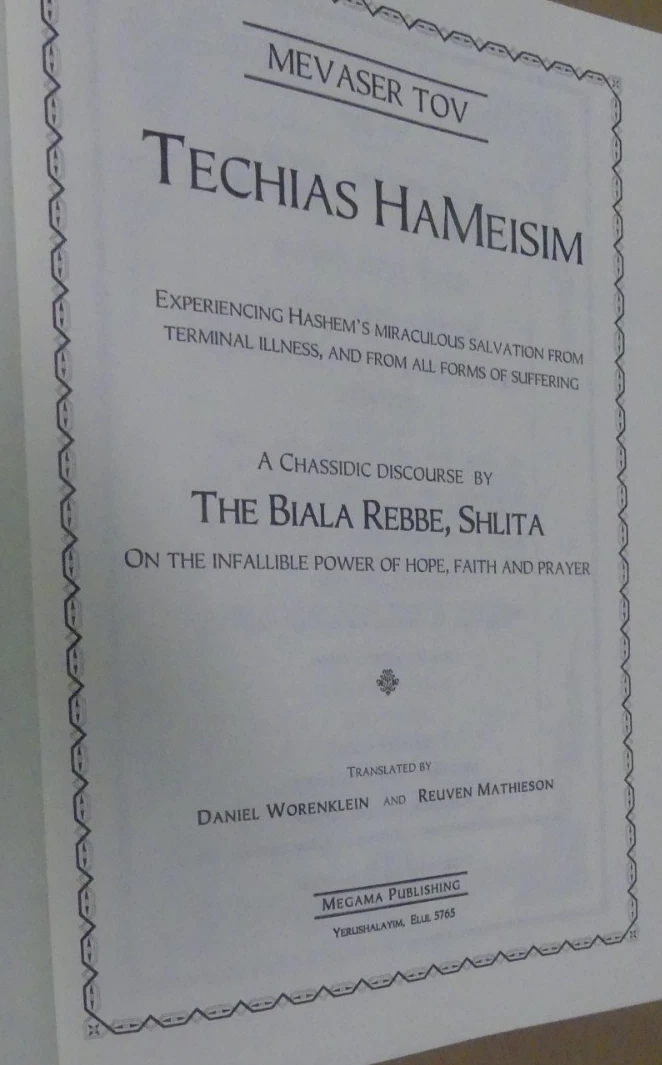 MEVASER TOV
TECHIAS HAMEISIM
EXPERIENCING HASHEM'S MIRACULOUS SALVATION FROM
TERMINAL ILLNESS, AND FROM ALL FORMS OF SUFFERING
A CHASSIDIC DISCOURSE BY
THE BIALA REBBE, SHLITA
ON THE INFALLIBLE POWER OF HOPE, FAITH AND PRAYER
TRANSLATED BY
DANIEL WORENKLEIN AND REUVEN MATHIESON
MEGAMA PUBLISHING
YERUSHALAYIM, ELUL 5765